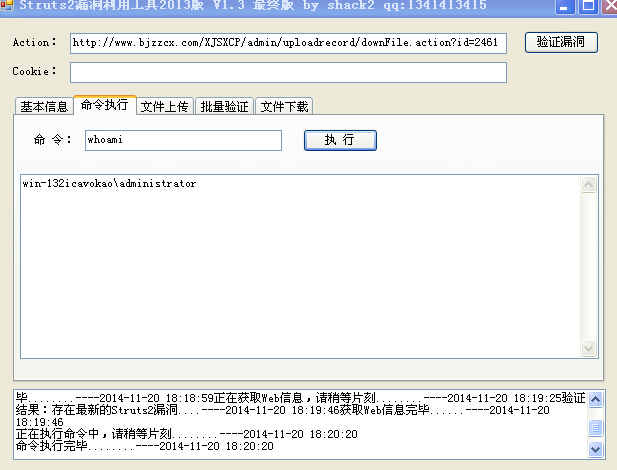 Struts2漏洞利用工具2013版 V1.3 最终版 by shack2 qq:1341413415
Action： http://www.bjzzcx.com/XJSXCP/admin/uploadrecord/downFile.action?id=2461 验证漏洞
Cookie：
基本信息 命令执行 文件上传 批量验证 文件下载
命 令： whoami 执 行
win-132icavokao\administrator
毕........----2014-11-20 18:18:59正在获取Web信息，请稍等片刻........----2014-11-20 18:19:25验证
结果：存在最新的Struts2漏洞....----2014-11-20 18:19:46获取Web信息完毕......----2014-11-20
18:19:46
正在执行命令中，请稍等片刻........----2014-11-20 18:20:20
命令执行完毕........----2014-11-20 18:20:20